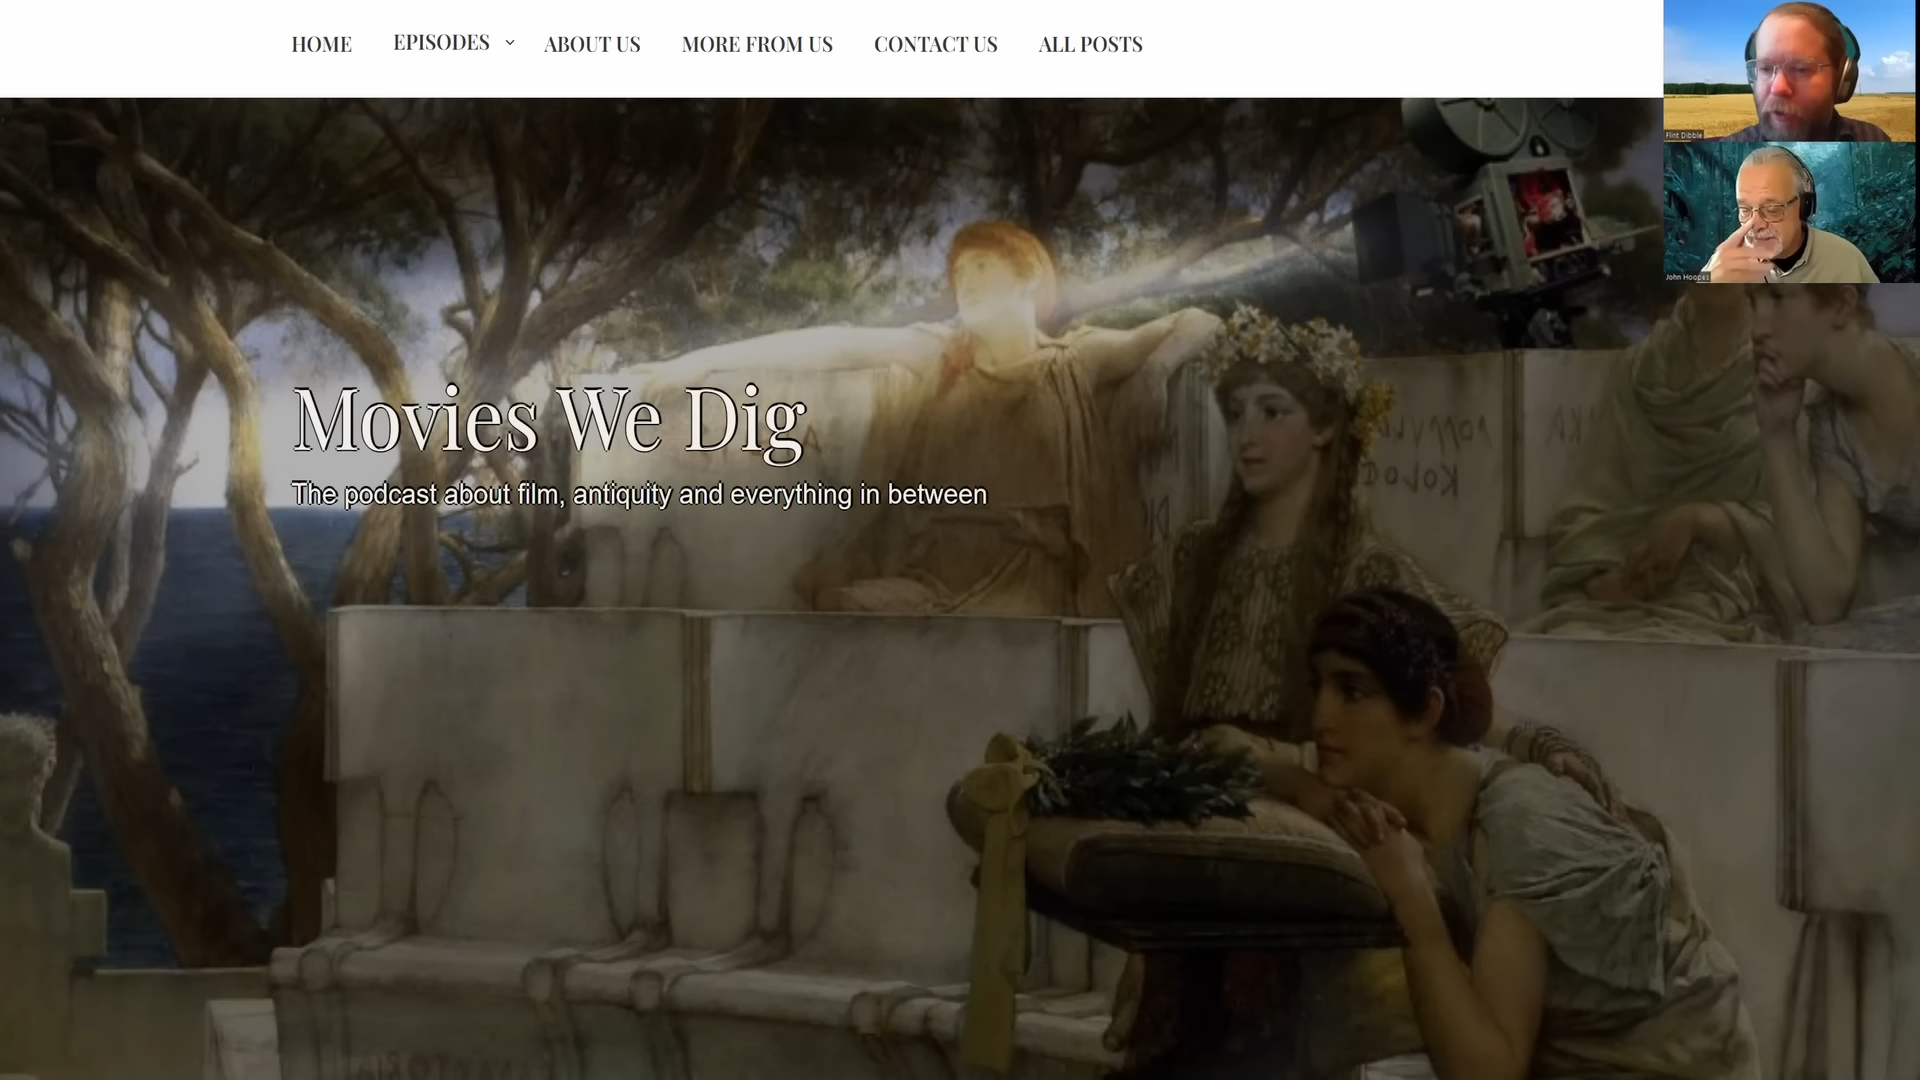 HOME
EPISODES
ABOUT US
MORE FROM US
CONTACT US
ALL POSTS
Flint Dibble
John Hoopes
Movies We Dig
The podcast about film, antiquity and everything in between